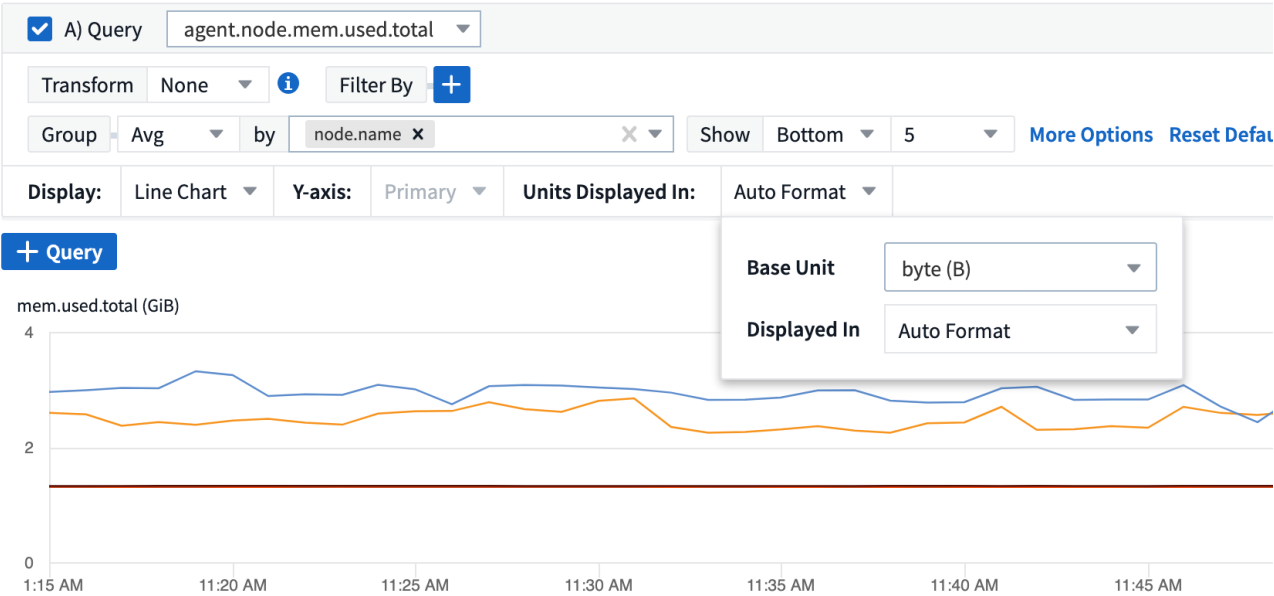 A) Query agent.node.mem.used.total
Transform None i Filter By +
Group Avg by node.name × Show Bottom 5 More Options Reset Defau
Display: Line Chart Y-axis: Primary Units Displayed In: Auto Format
+ Query
Base Unit byte (B)
Displayed In Auto Format
mem.used.total (GiB)
4
2
0
1:15 AM 11:20 AM 11:25 AM 11:30 AM 11:35 AM 11:40 AM 11:45 AM